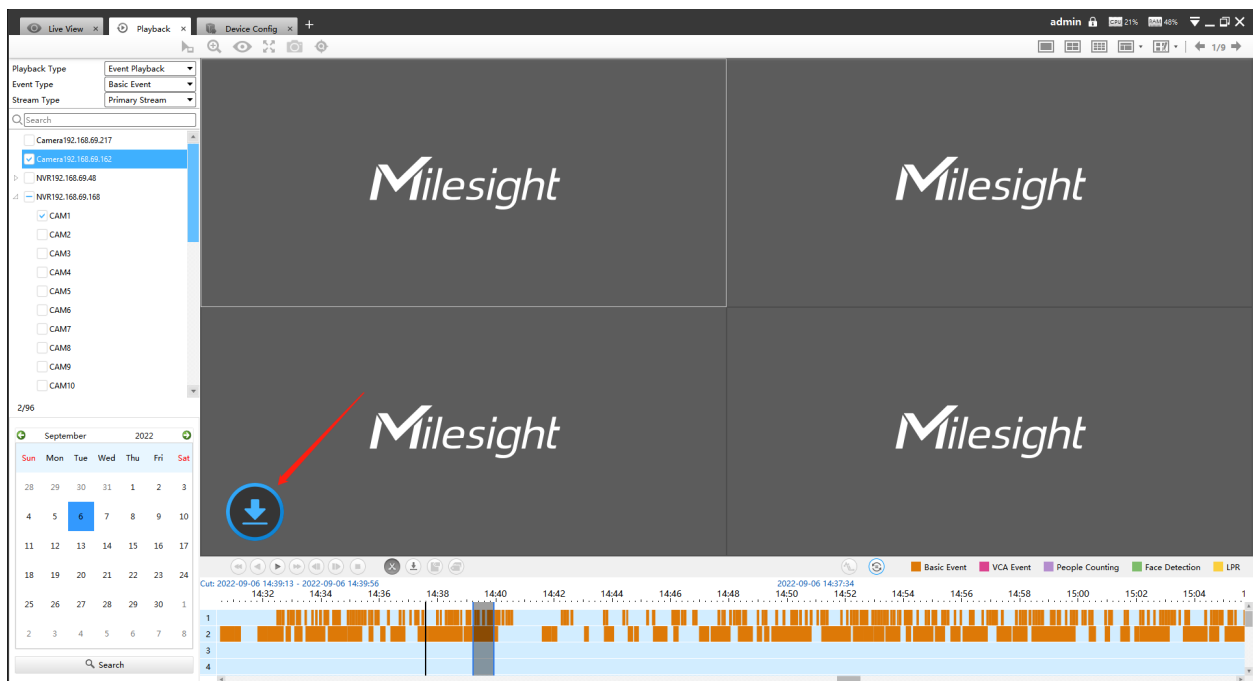 Live View × Playback × Device Config × +
admin CPU 21% RAM 48%
1/9
Playback Type Event Playback
Event Type Basic Event
Stream Type Primary Stream
Search
Camera192.168.69.217
Camera192.168.69.162
NVR192.168.69.48
NVR192.168.69.168
CAM1
CAM2
CAM3
CAM4
CAM5
CAM6
CAM7
CAM8
CAM9
CAM10
2/96
Milesight Milesight
Milesight Milesight
September 2022
Sun Mon Tue Wed Thu Fri Sat
28 29 30 31 1 2 3
4 5 6 7 8 9 10
11 12 13 14 15 16 17
18 19 20 21 22 23 24
25 26 27 28 29 30 1
2 3 4 5 6 7 8
Search
Basic Event VCA Event People Counting Face Detection LPR
Cut: 2022-09-06 14:39:13 - 2022-09-06 14:39:56 2022-09-06 14:37:34
14:32 14:34 14:36 14:38 14:40 14:42 14:44 14:46 14:48 14:50 14:52 14:54 14:56 14:58 15:00 15:02 15:04 1
1
2
3
4